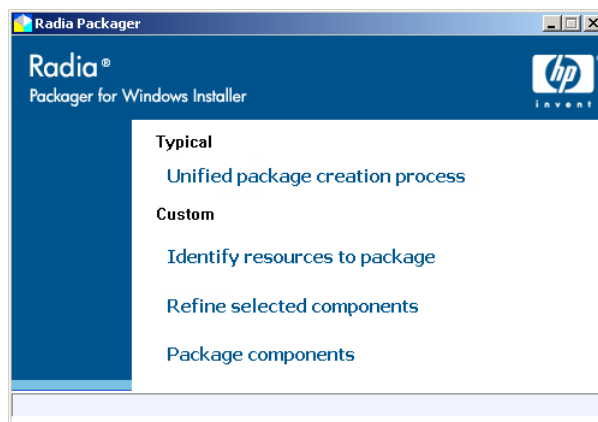 Radia Packager
Radia®
Packager for Windows Installer
hp
invent
Typical
Unified package creation process
Custom
Identify resources to package
Refine selected components
Package components